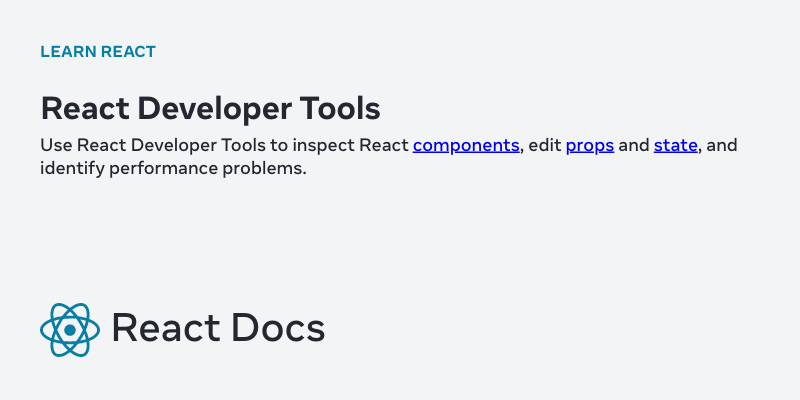 LEARN REACT
React Developer Tools
Use React Developer Tools to inspect React components, edit props and state, and
identify performance problems.
React Docs